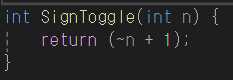 int SignToggle(int n) {
    return (~n + 1);
}